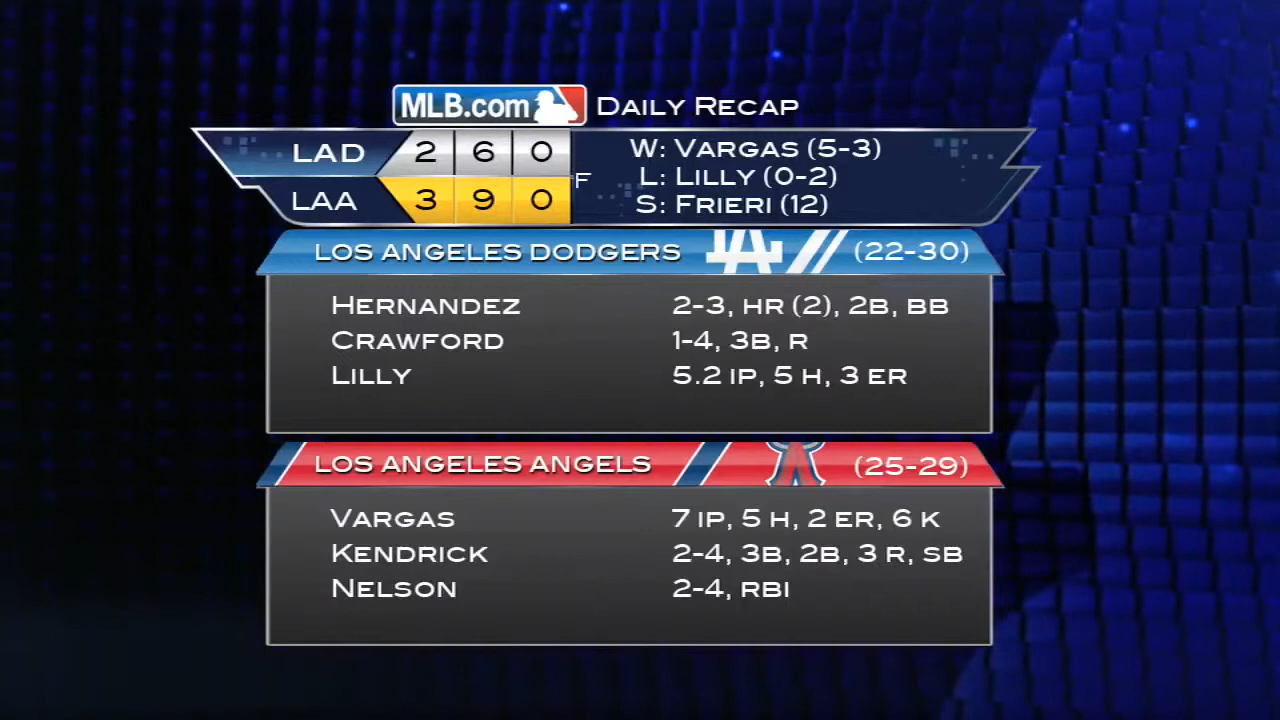 MLB.com Daily Recap
LAD 2 6 0
LAA 3 9 0
F
W: Vargas (5-3)
L: Lilly (0-2)
S: Frieri (12)
LOS ANGELES DODGERS LA (22-30)
Hernandez 2-3, HR (2), 2B, BB
Crawford 1-4, 3B, R
Lilly 5.2 IP, 5 H, 3 ER
LOS ANGELES ANGELS A (25-29)
Vargas 7 IP, 5 H, 2 ER, 6 K
Kendrick 2-4, 3B, 2B, 3 R, SB
Nelson 2-4, RBI